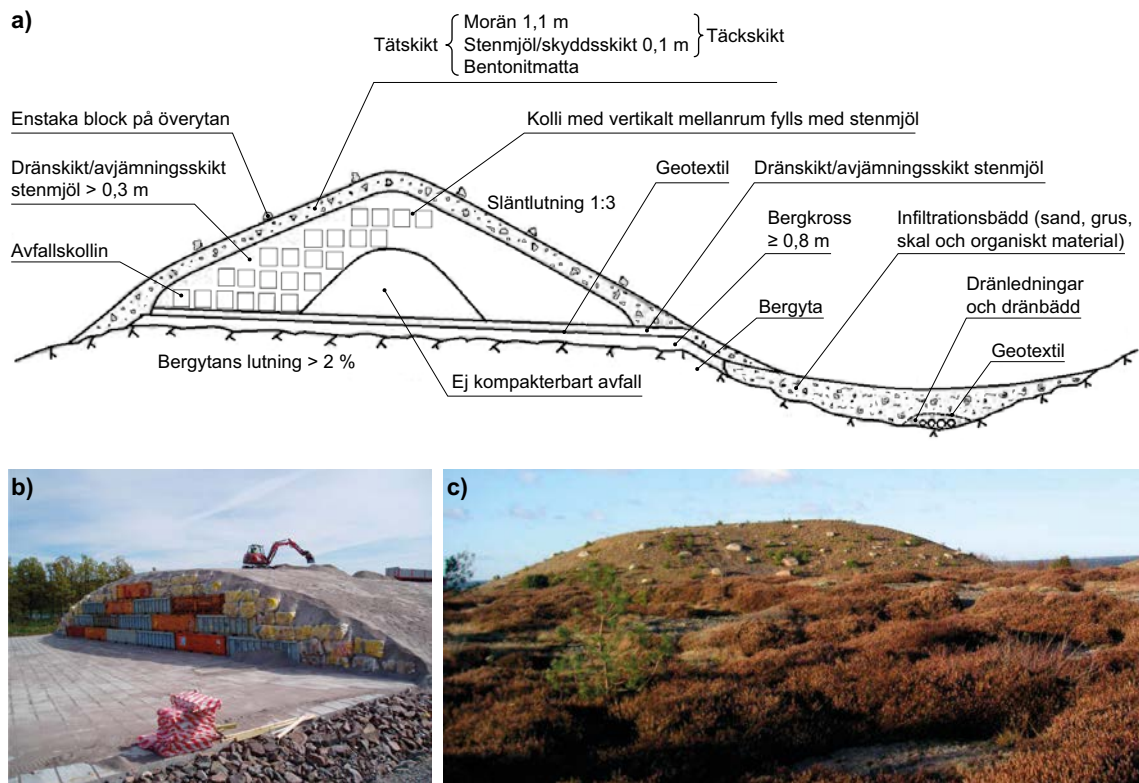 a)
Tätskikt
Morän 1,1 m
Stenmjöl/skyddsskikt 0,1 m
Bentonitmatta
Täckskikt
Enstaka block på överytan
Kolli med vertikalt mellanrum fylls med stenmjöl
Dränskikt/avjämningsskikt
stenmjöl > 0,3 m
Geotextil
Dränskikt/avjämningsskikt stenmjöl
Släntlutning 1:3
Bergkross
≥ 0,8 m
Infiltrationsbädd (sand, grus,
skal och organiskt material)
Avfallskollin
Dränledningar
och dränbädd
Bergyta
Geotextil
Bergytans lutning > 2 %
Ej kompakterbart avfall
b)
c)